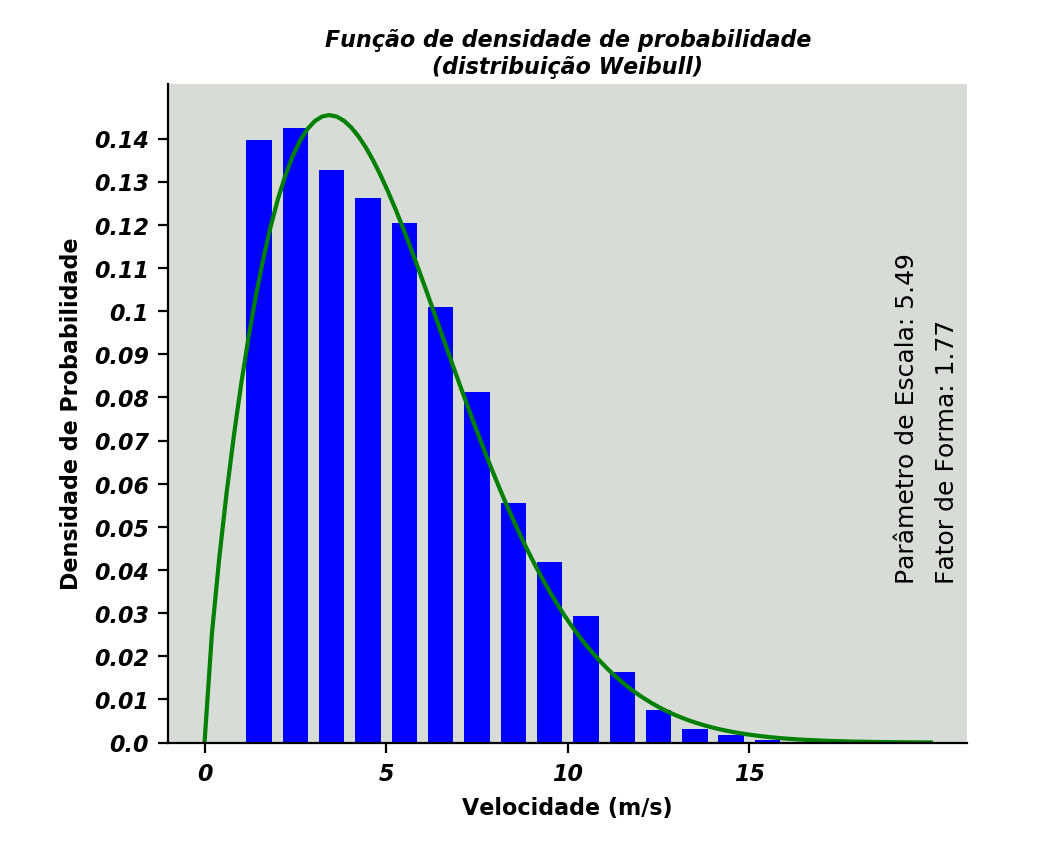 Função de densidade de probabilidade
(distribuição Weibull)
Densidade de Probabilidade
0.14
0.13
0.12
0.11
0.1
0.09
0.08
0.07
0.06
0.05
0.04
0.03
0.02
0.01
0.0
0 5 10 15
Velocidade (m/s)
Parâmetro de Escala: 5.49
Fator de Forma: 1.77